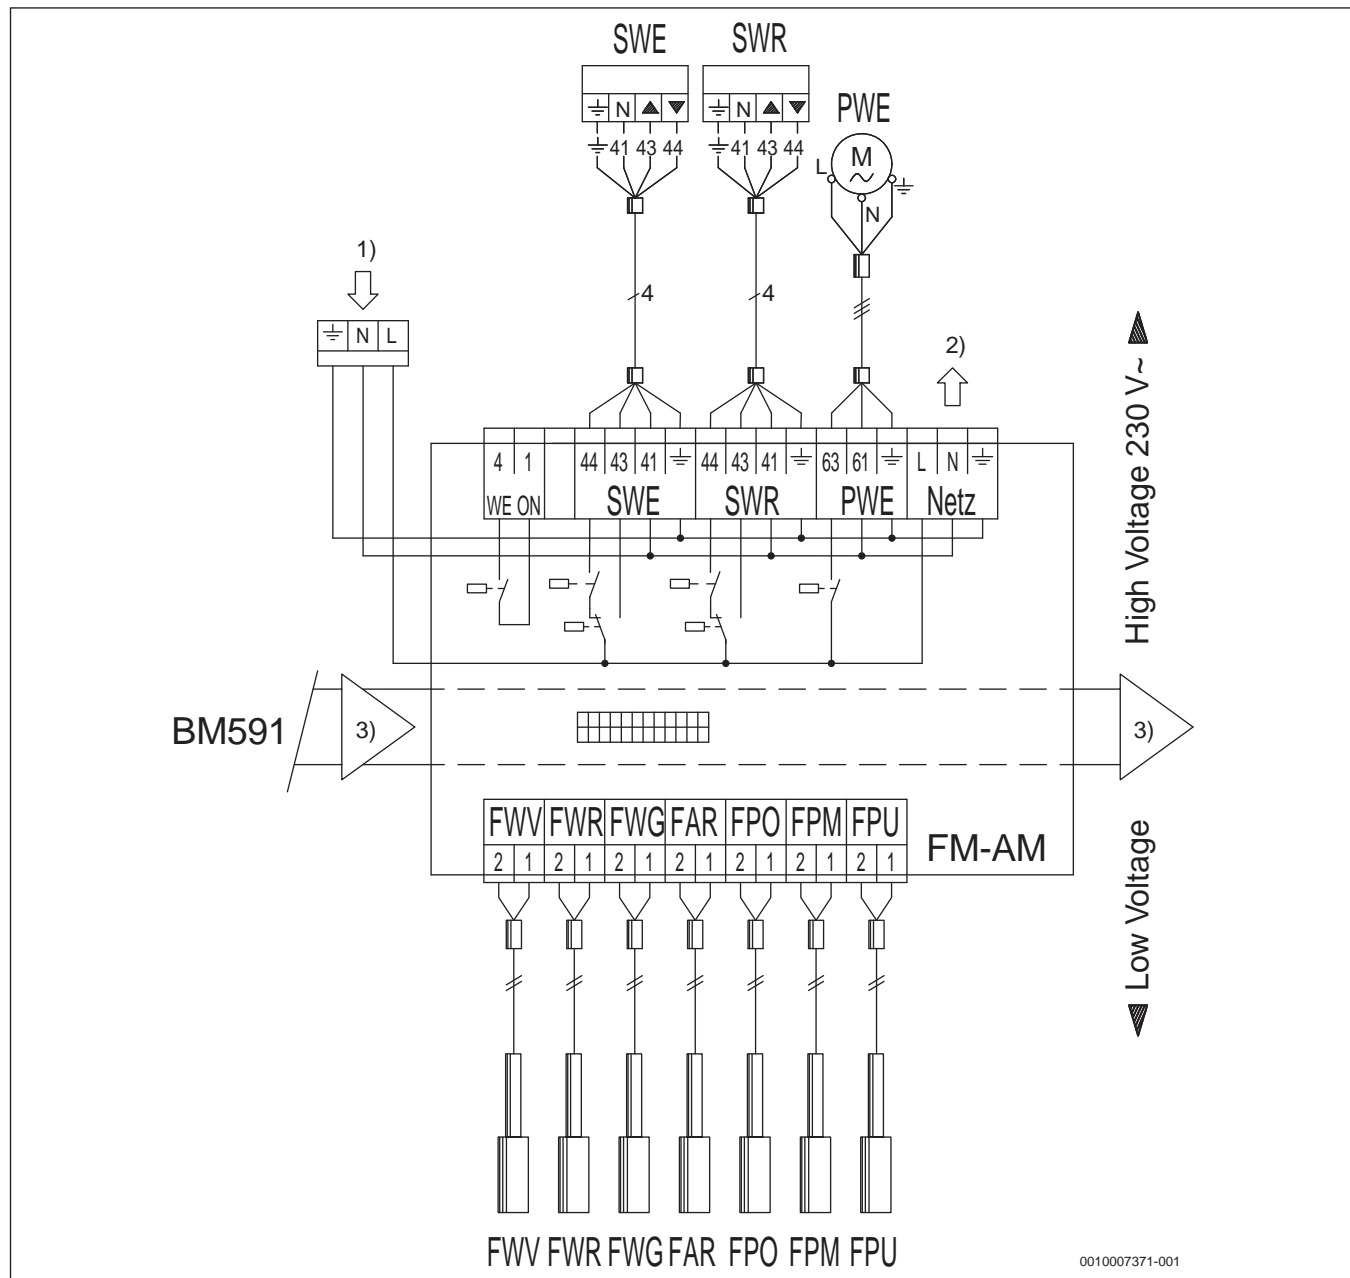 SWE SWR
N N PWE
41 43 44 41 43 44 L M
N
1)
4 4
N L 2)
4 1 44 43 41 44 43 41 63 61 L N
WE ON SWE SWR PWE Netz
High Voltage 230 V~
BM591 3) 3)
FWV FWR FWG FAR FPO FPM FPU
2 1 2 1 2 1 2 1 2 1 2 1 2 1
FM-AM
Low Voltage
FWV FWR FWG FAR FPO FPM FPU
0010007371-001